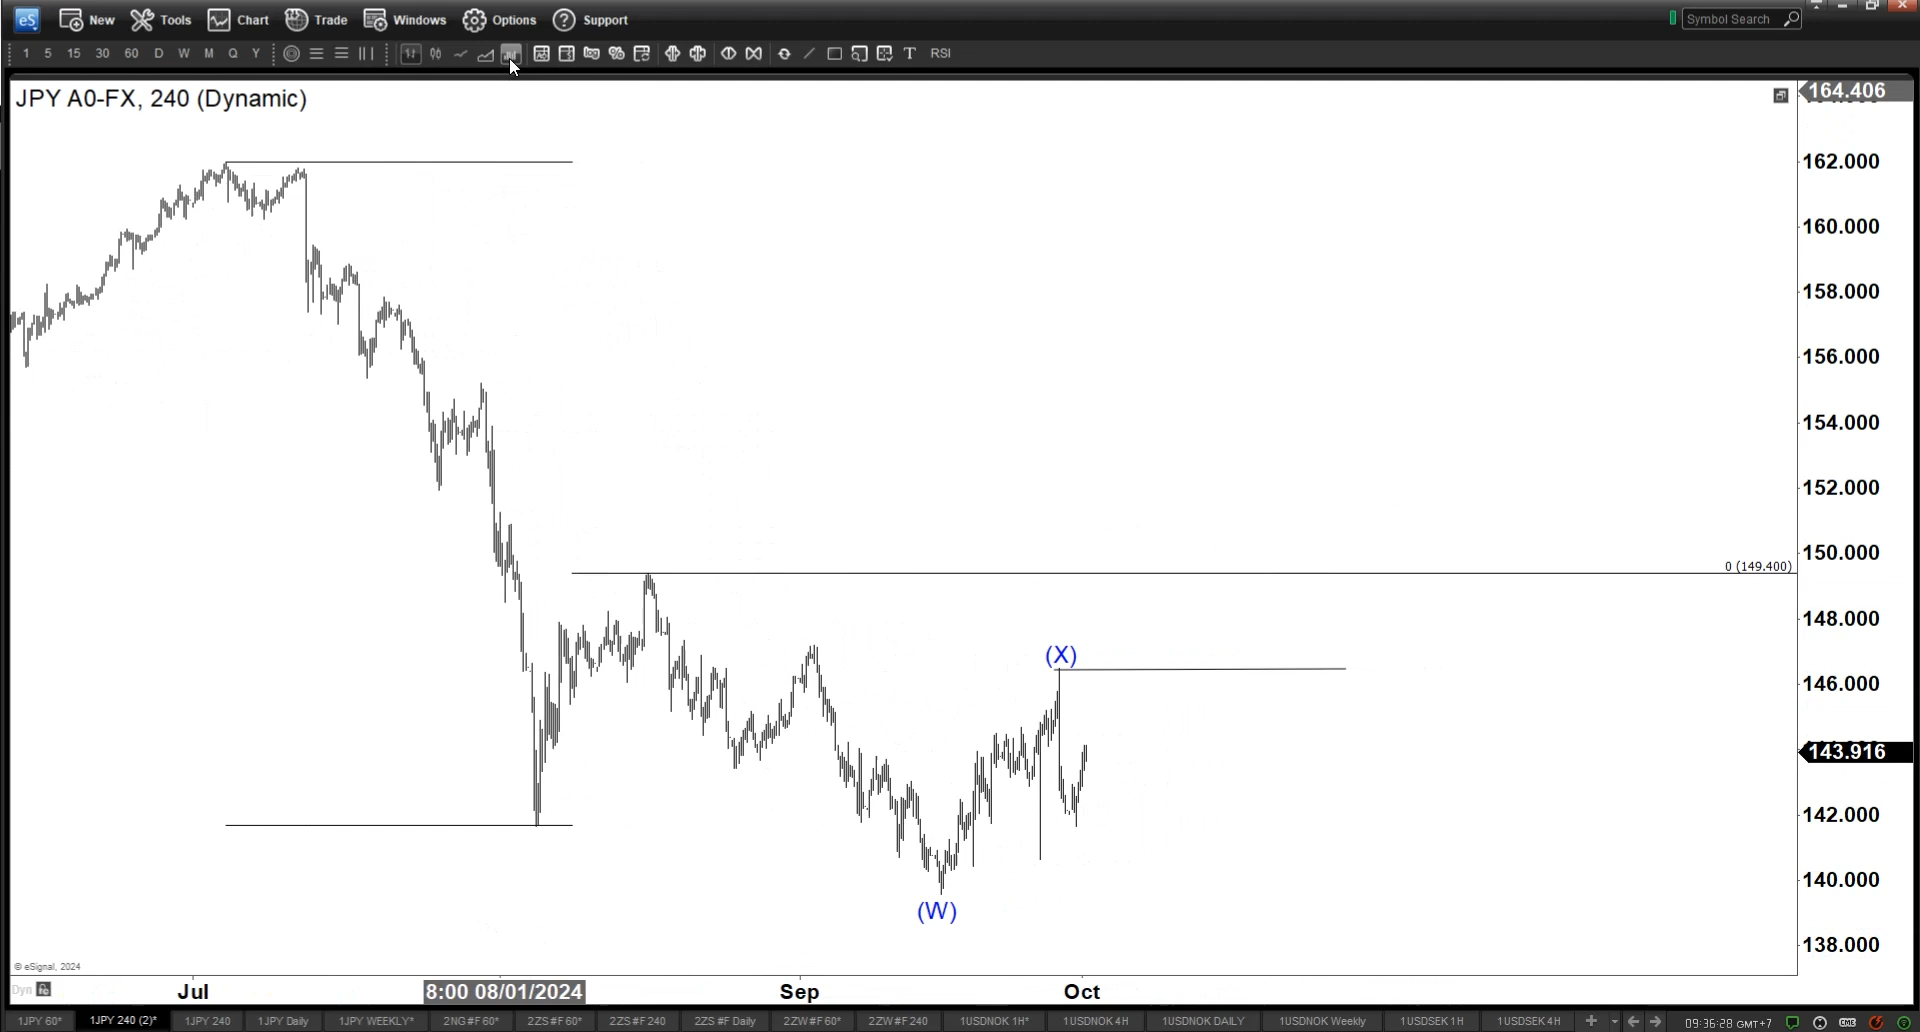 eS New Tools Chart Trade Windows Options Support Symbol Search
1 5 15 30 60 D W M Q Y T RSI
JPY A0-FX, 240 (Dynamic)
164.406
162.000
160.000
158.000
156.000
154.000
152.000
150.000
0 (149.400)
148.000
(X)
146.000
143.916
142.000
140.000
(W)
138.000
© eSignal, 2024
Dyn
Jul 8:00 08/01/2024 Sep Oct
1JPY 60* 1JPY 240 (2)* 1JPY 240 1JPY Daily 1JPY WEEKLY* 2NG #F 60* 2ZS #F 60* 2ZS #F 240 2ZS #F Daily 2ZW #F 60* 2ZW #F 240 1USDNOK 1H* 1USDNOK 4H 1USDNOK DAILY 1USDNOK Weekly 1USDSEK 1H 1USDSEK 4H 09:36:28 GMT+7